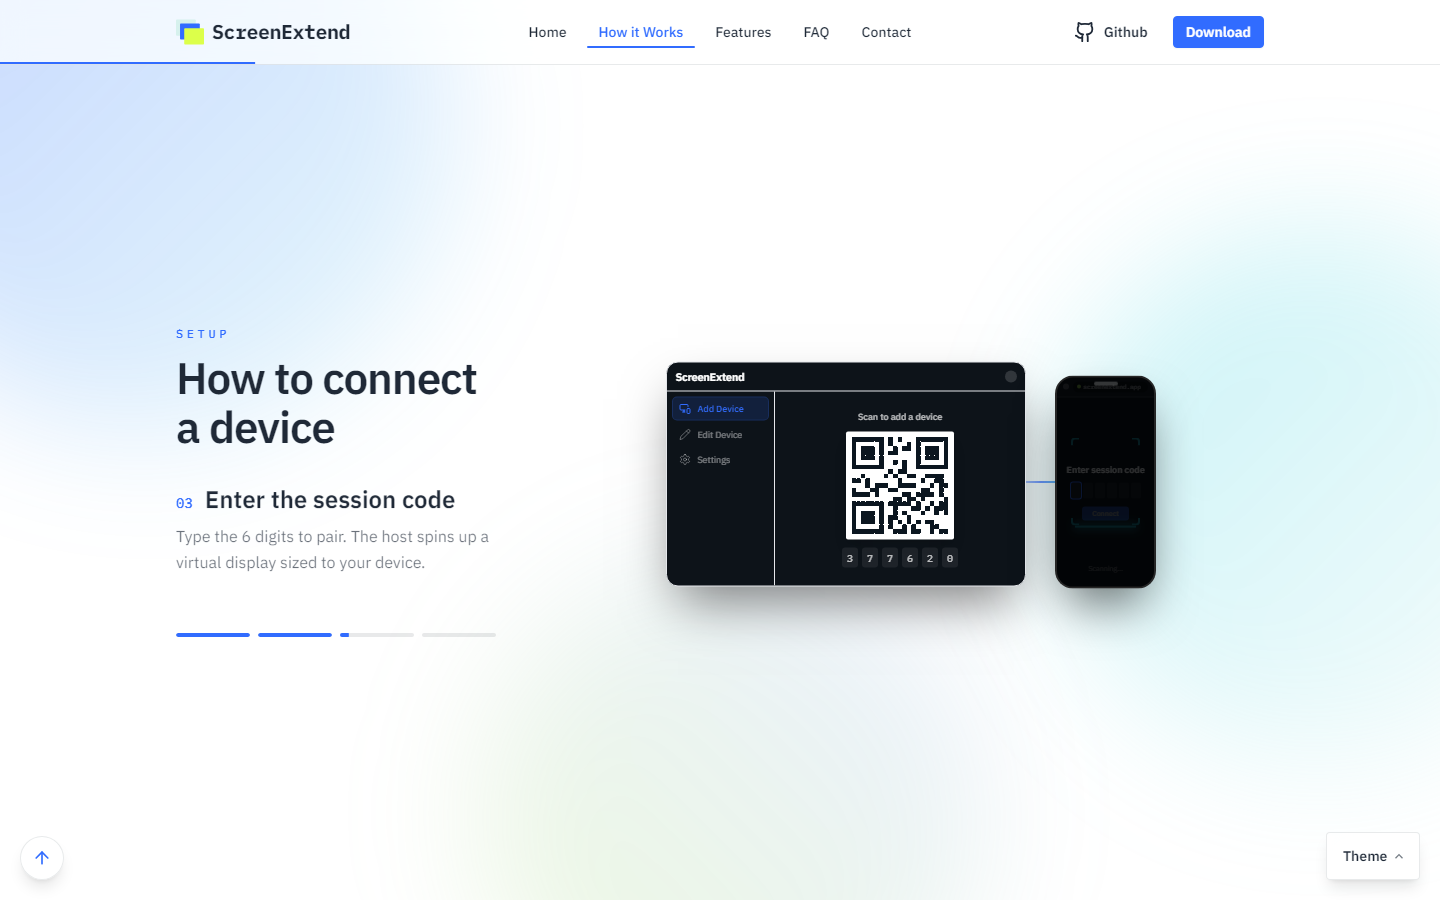 ScreenExtend
Home
How it Works
Features
FAQ
Contact
Github
Download
SETUP
How to connect
a device
03 Enter the session code
Type the 6 digits to pair. The host spins up a
virtual display sized to your device.
ScreenExtend
Add Device
Edit Device
Settings
Scan to add a device
3 7 7 6 2 0
Enter session code
Connect
Theme